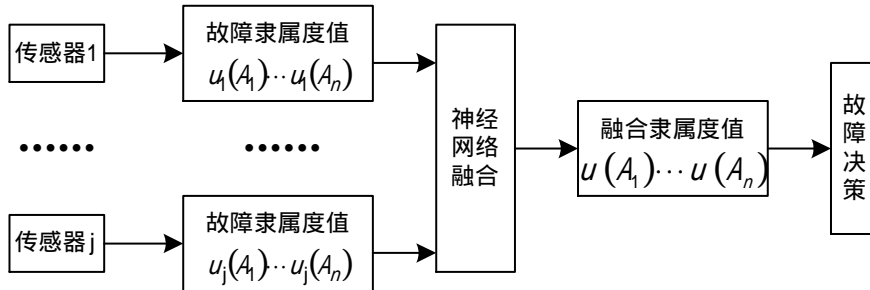 传感器1
故障隶属度值
u₁(A₁)···u₁(Aₙ)
••••••
••••••
传感器j
故障隶属度值
uⱼ(A₁)···uⱼ(Aₙ)
神经
网络
融合
融合隶属度值
u(A₁)···u(Aₙ)
故
障
决
策